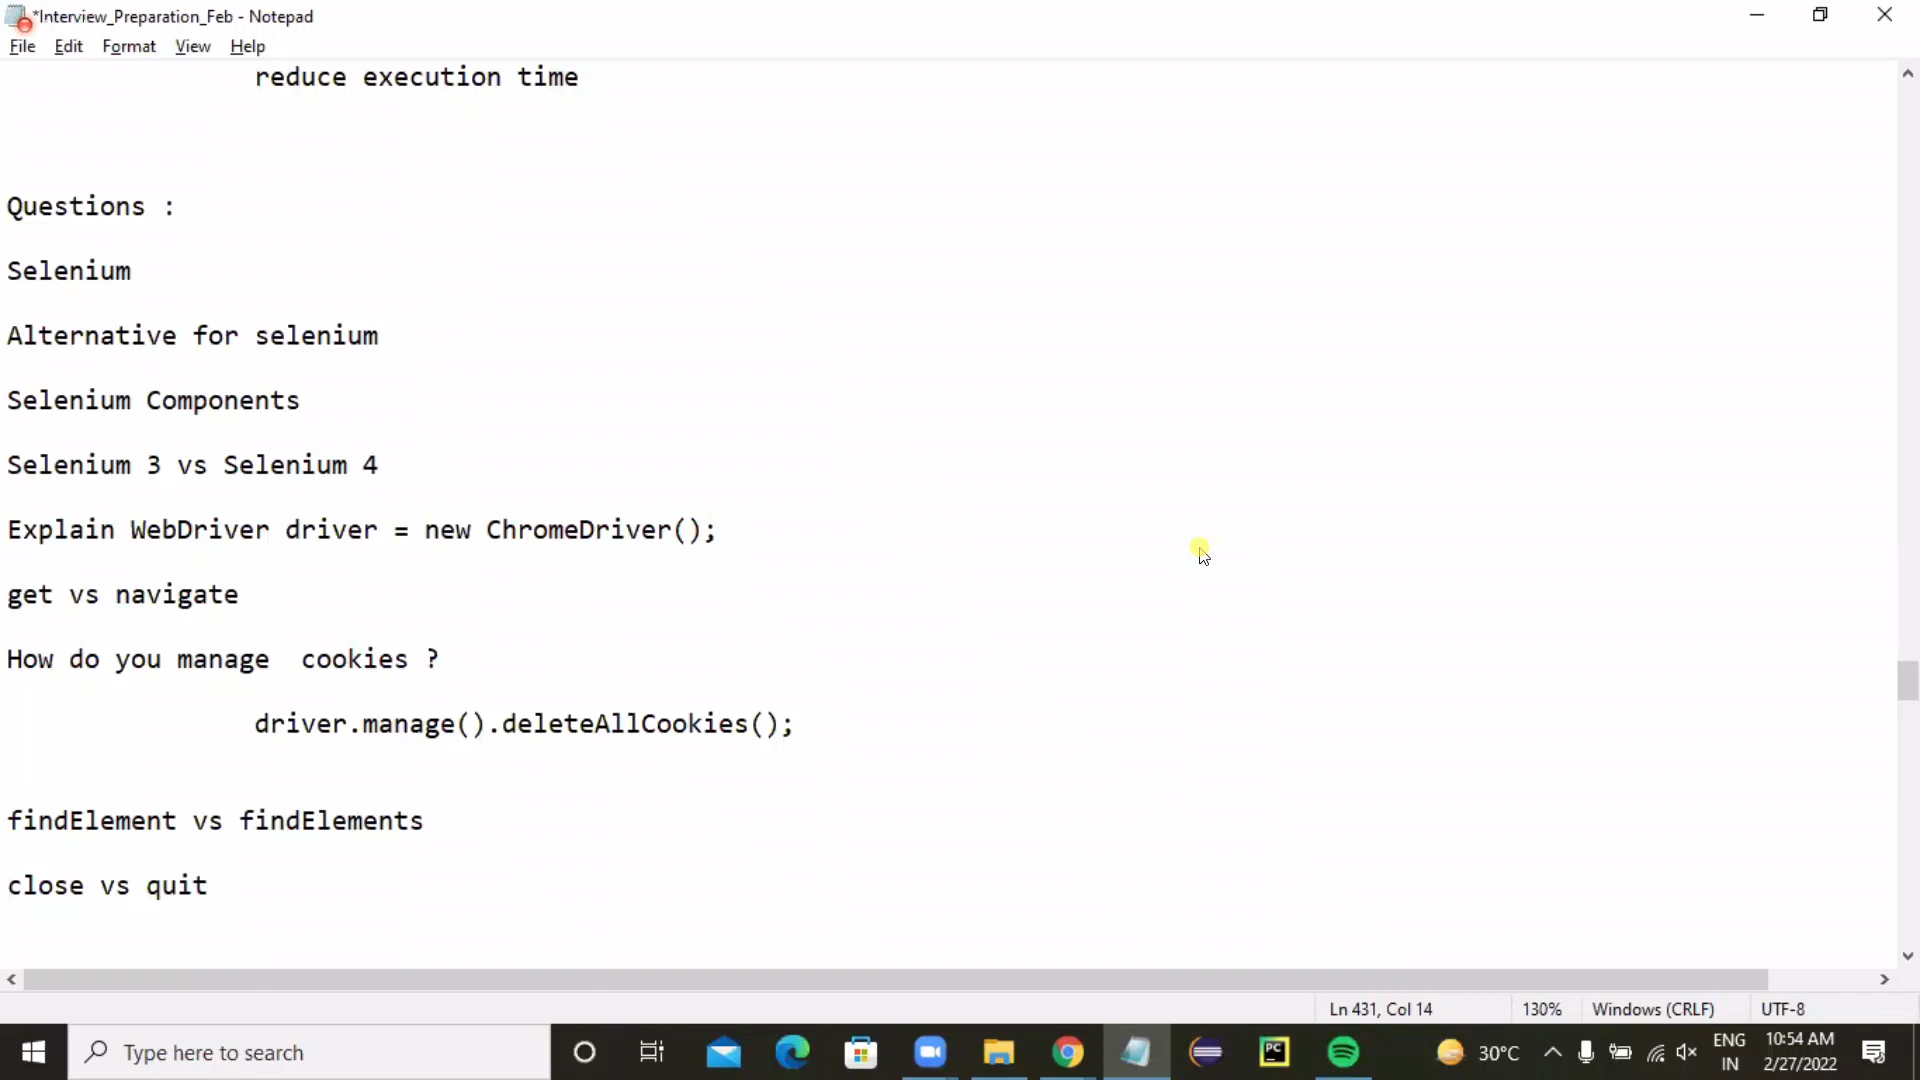 *Interview_Preparation_Feb - Notepad
File Edit Format View Help
reduce execution time
Questions :
Selenium
Alternative for selenium
Selenium Components
Selenium 3 vs Selenium 4
Explain WebDriver driver = new ChromeDriver();
get vs navigate
How do you manage  cookies ?
driver.manage().deleteAllCookies();
findElement vs findElements
close vs quit
Ln 431, Col 14 130% Windows (CRLF) UTF-8
Type here to search
PC
30°C
ENG
IN
10:54 AM
2/27/2022